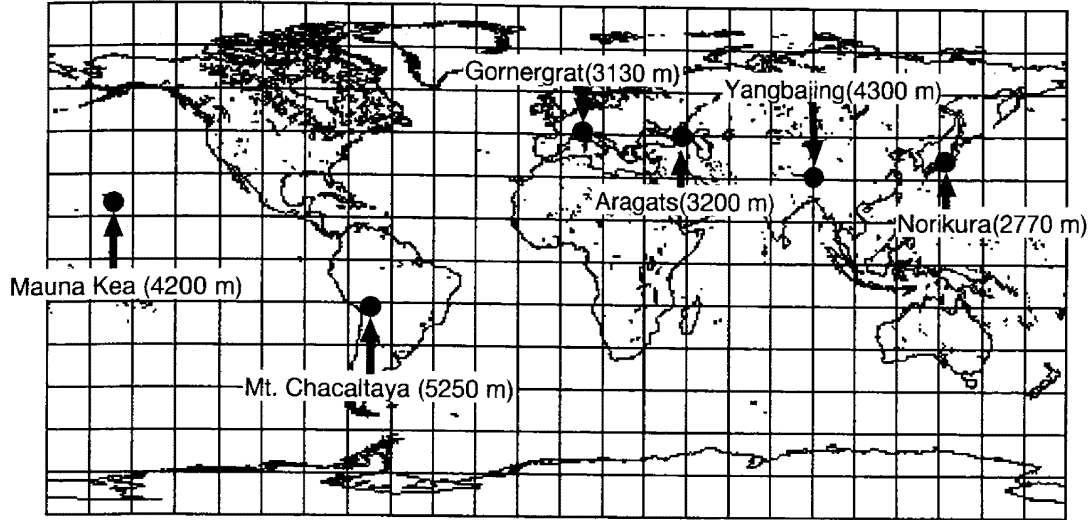 Gornergrat(3130 m)
Yangbajing(4300 m)
Aragats(3200 m)
Norikura(2770 m)
Mauna Kea (4200 m)
Mt. Chacaltaya (5250 m)